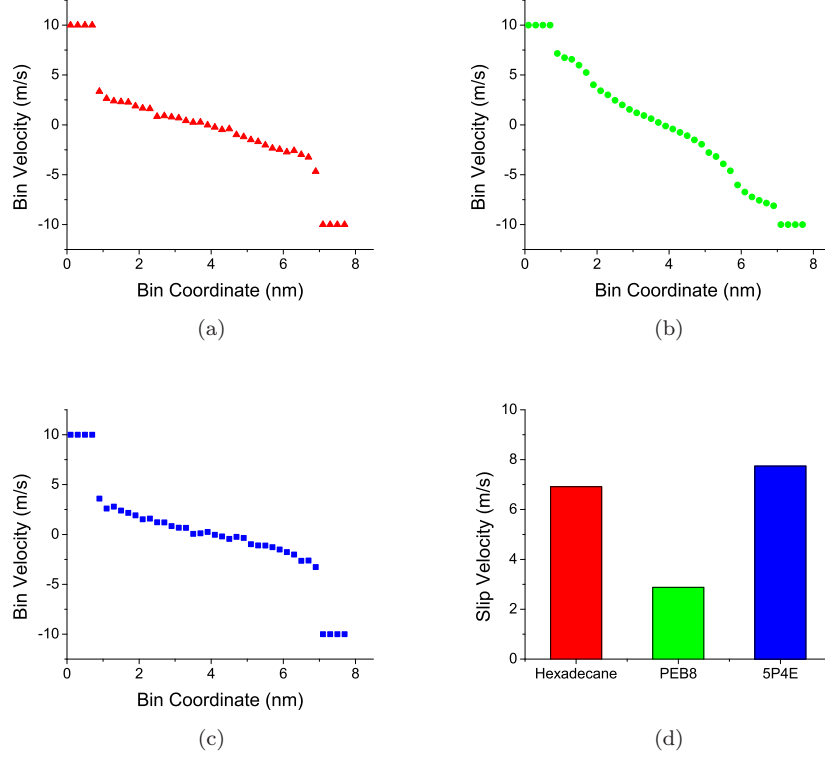 10
5
0
-5
-10
Bin Velocity (m/s)
0 2 4 6 8
Bin Coordinate (nm)
(a)
10
5
0
-5
-10
Bin Velocity (m/s)
0 2 4 6 8
Bin Coordinate (nm)
(b)
10
5
0
-5
-10
Bin Velocity (m/s)
0 2 4 6 8
Bin Coordinate (nm)
(c)
10
8
6
4
2
0
Slip Velocity (m/s)
Hexadecane PEB8 5P4E
(d)